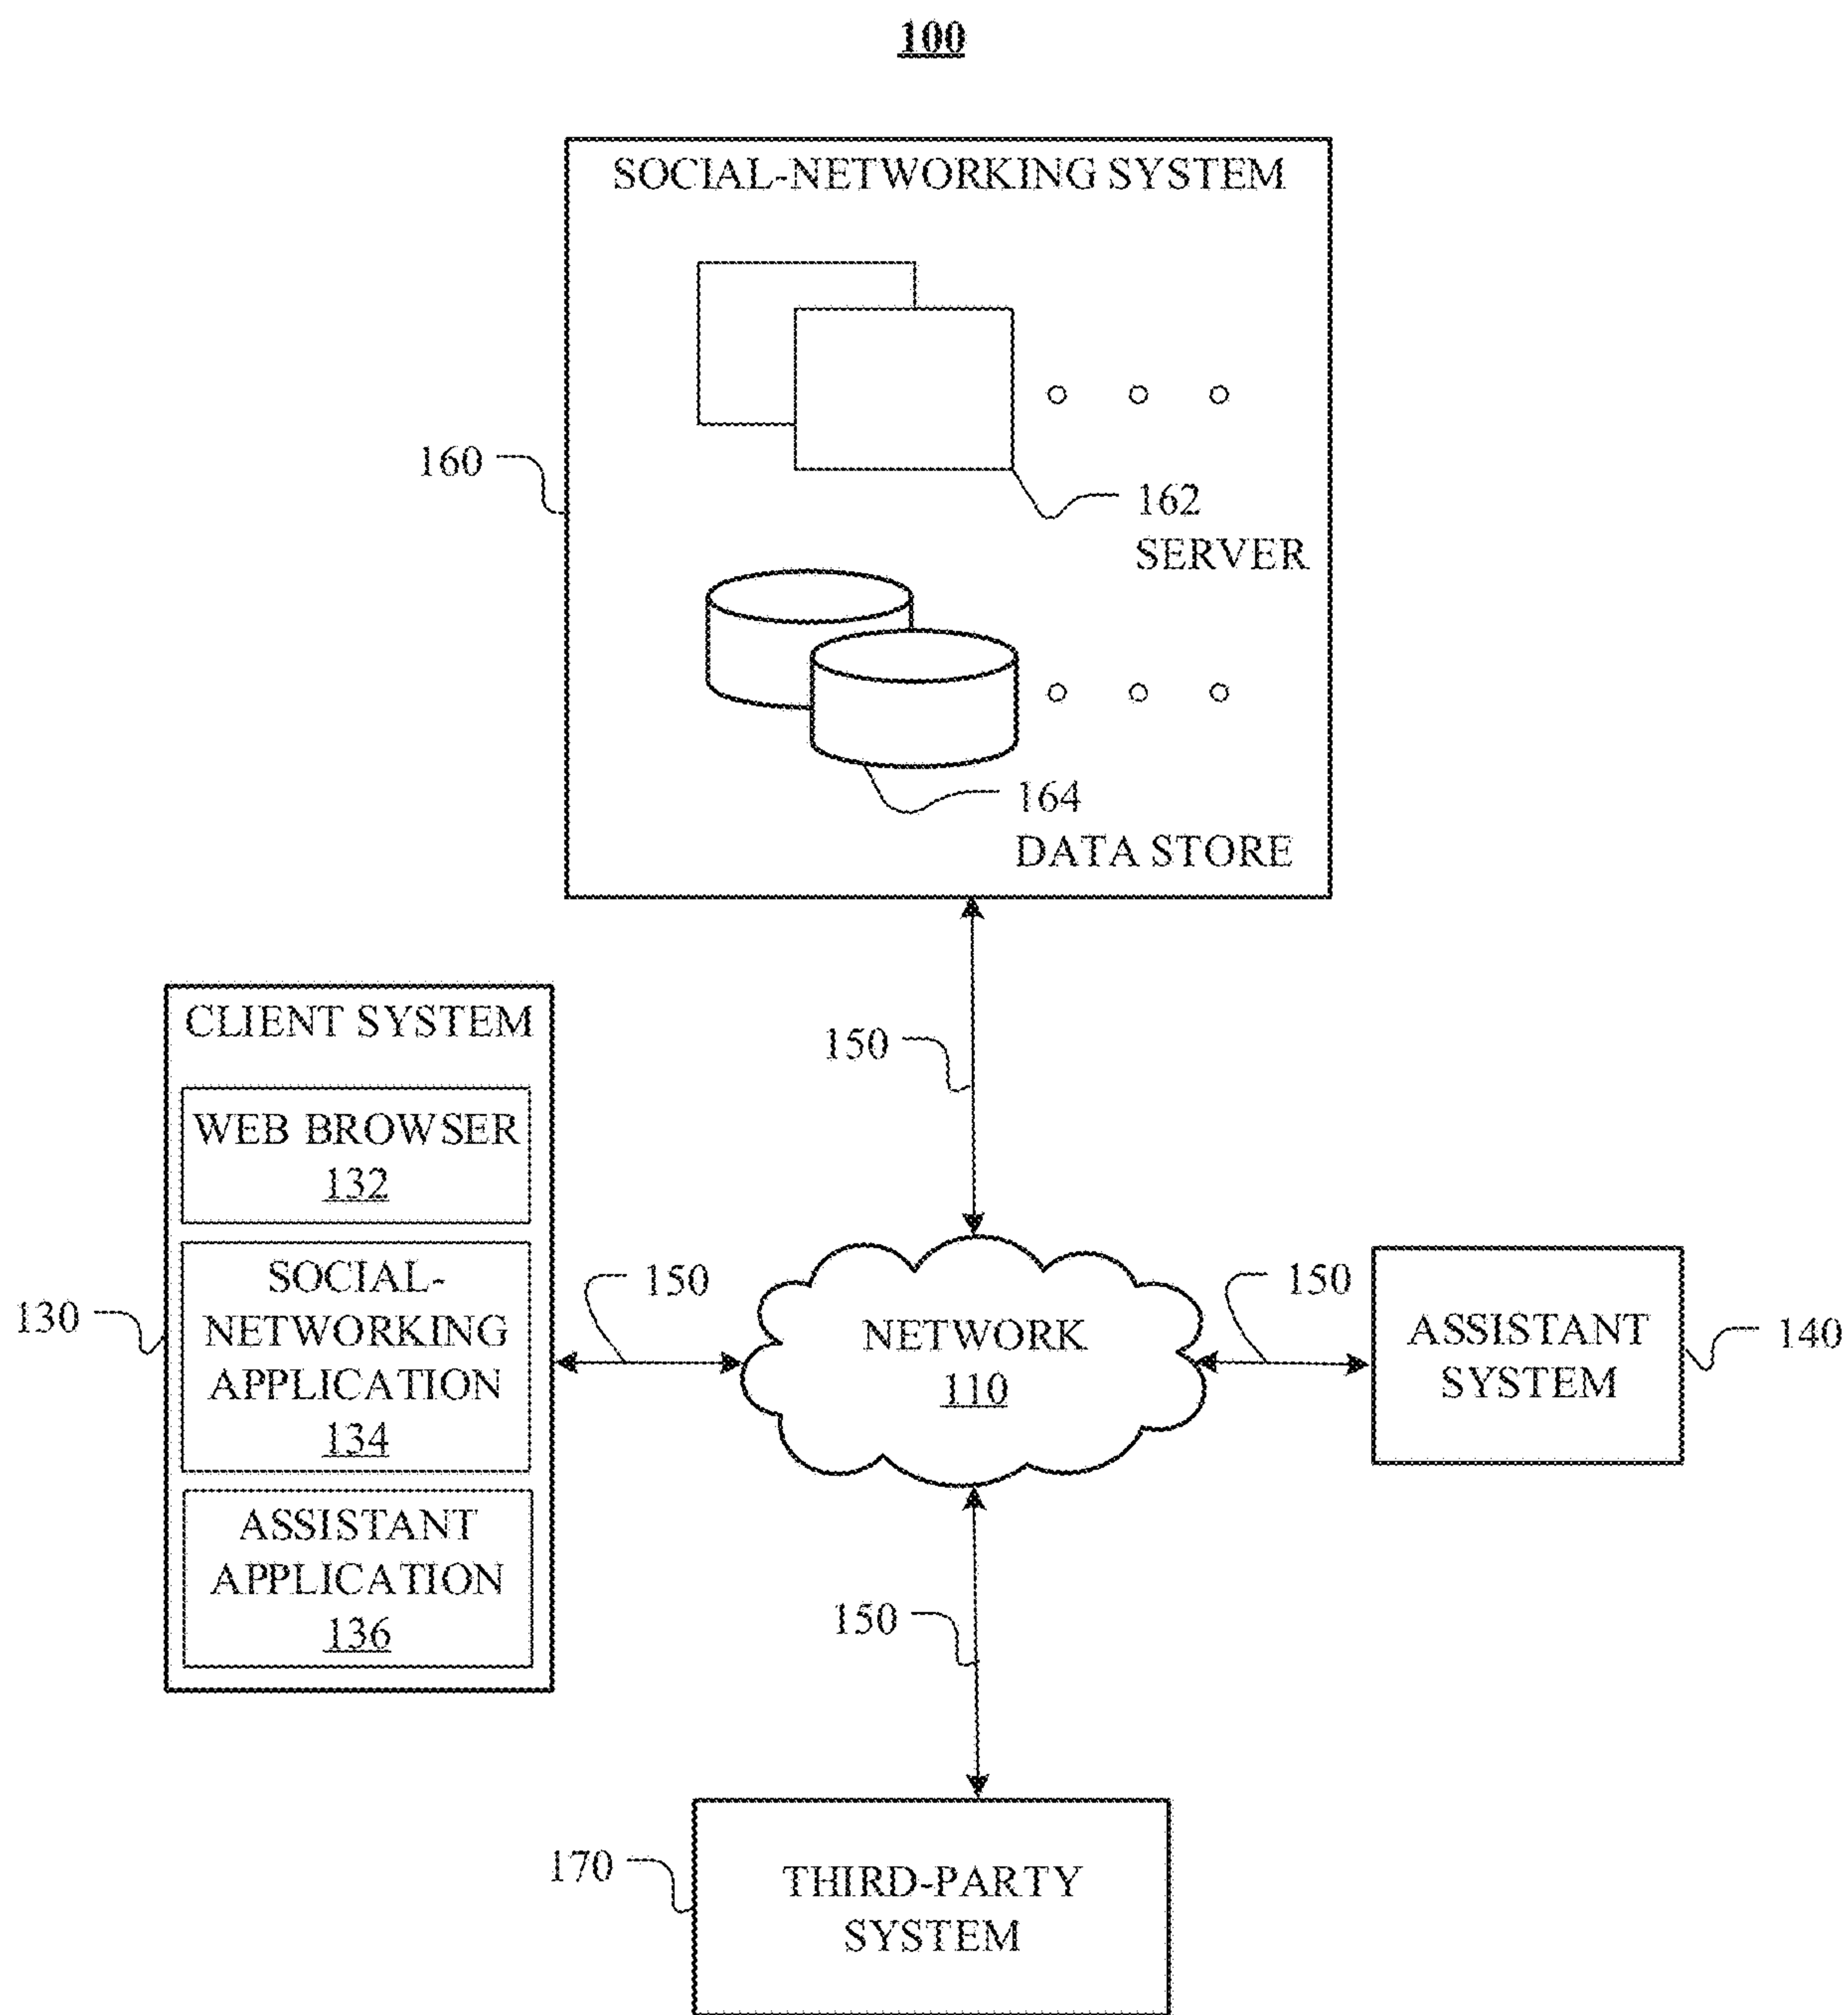 100
SOCIAL-NETWORKING SYSTEM
160
162
SERVER
164
DATA STORE
CLIENT SYSTEM
150
WEB BROWSER
132
SOCIAL-
NETWORKING
APPLICATION
134
130
150
NETWORK
110
150
ASSISTANT
SYSTEM
140
ASSISTANT
APPLICATION
136
150
170
THIRD-PARTY
SYSTEM